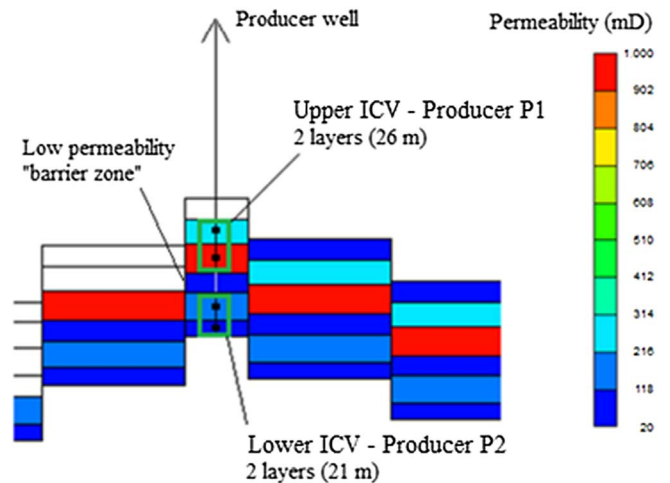 Producer well
Permeability (mD)
Upper ICV - Producer P1
2 layers (26 m)
Low permeability
"barrier zone"
1.000
902
804
706
608
510
412
314
216
118
20
Lower ICV - Producer P2
2 layers (21 m)